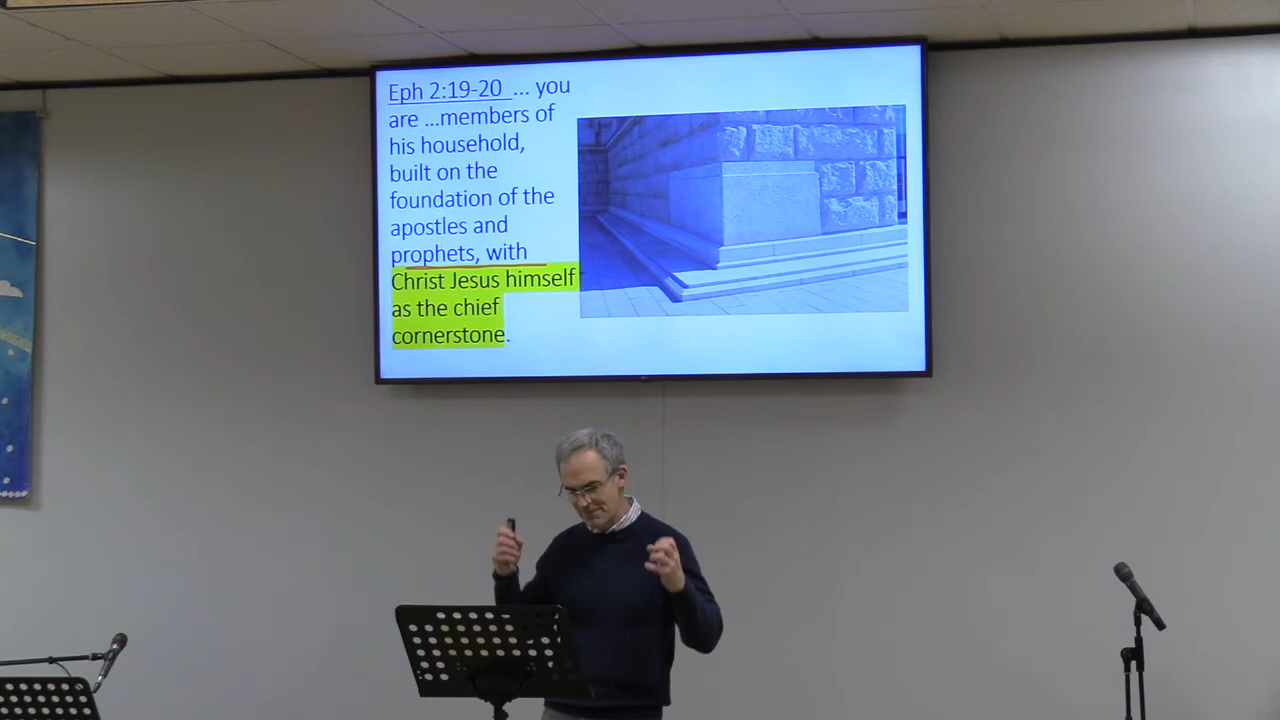 Eph 2:19-20 ... you
are ...members of
his household,
built on the
foundation of the
apostles and
prophets, with
Christ Jesus himself
as the chief
cornerstone.